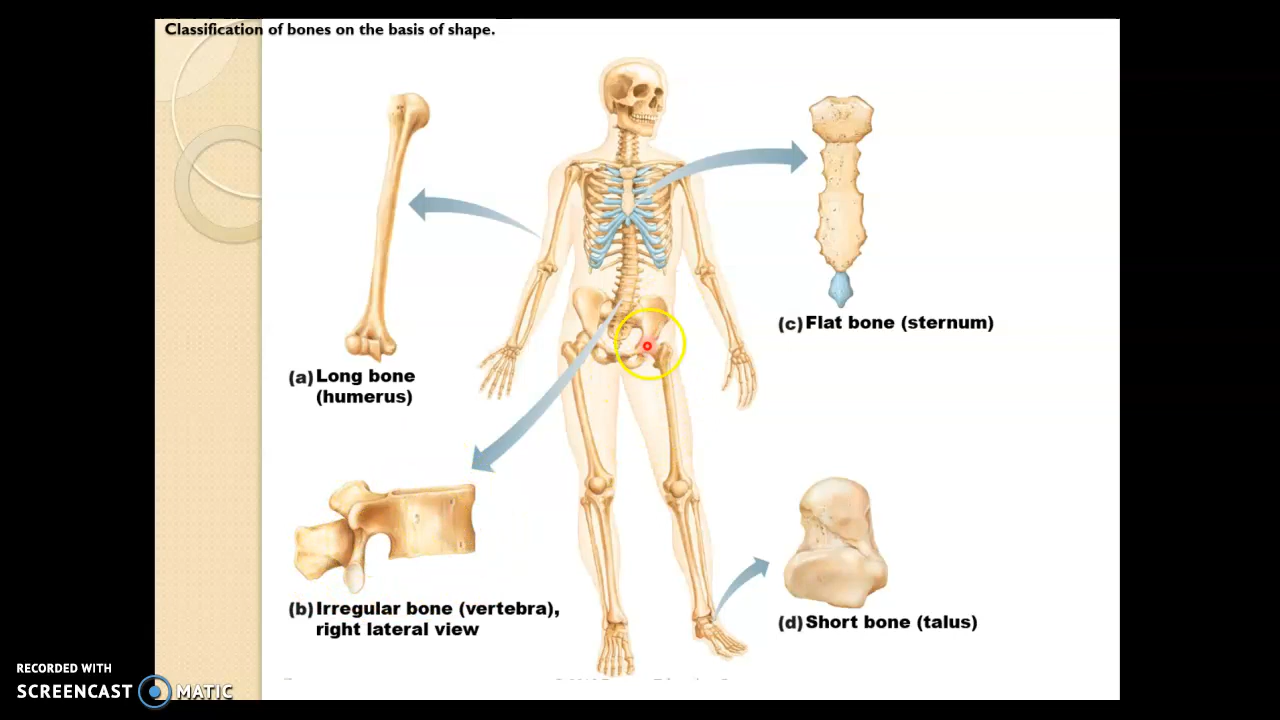 Classification of bones on the basis of shape.
(a) Long bone
(humerus)
(c) Flat bone (sternum)
(b) Irregular bone (vertebra),
right lateral view
(d) Short bone (talus)
RECORDED WITH
SCREENCAST MATIC